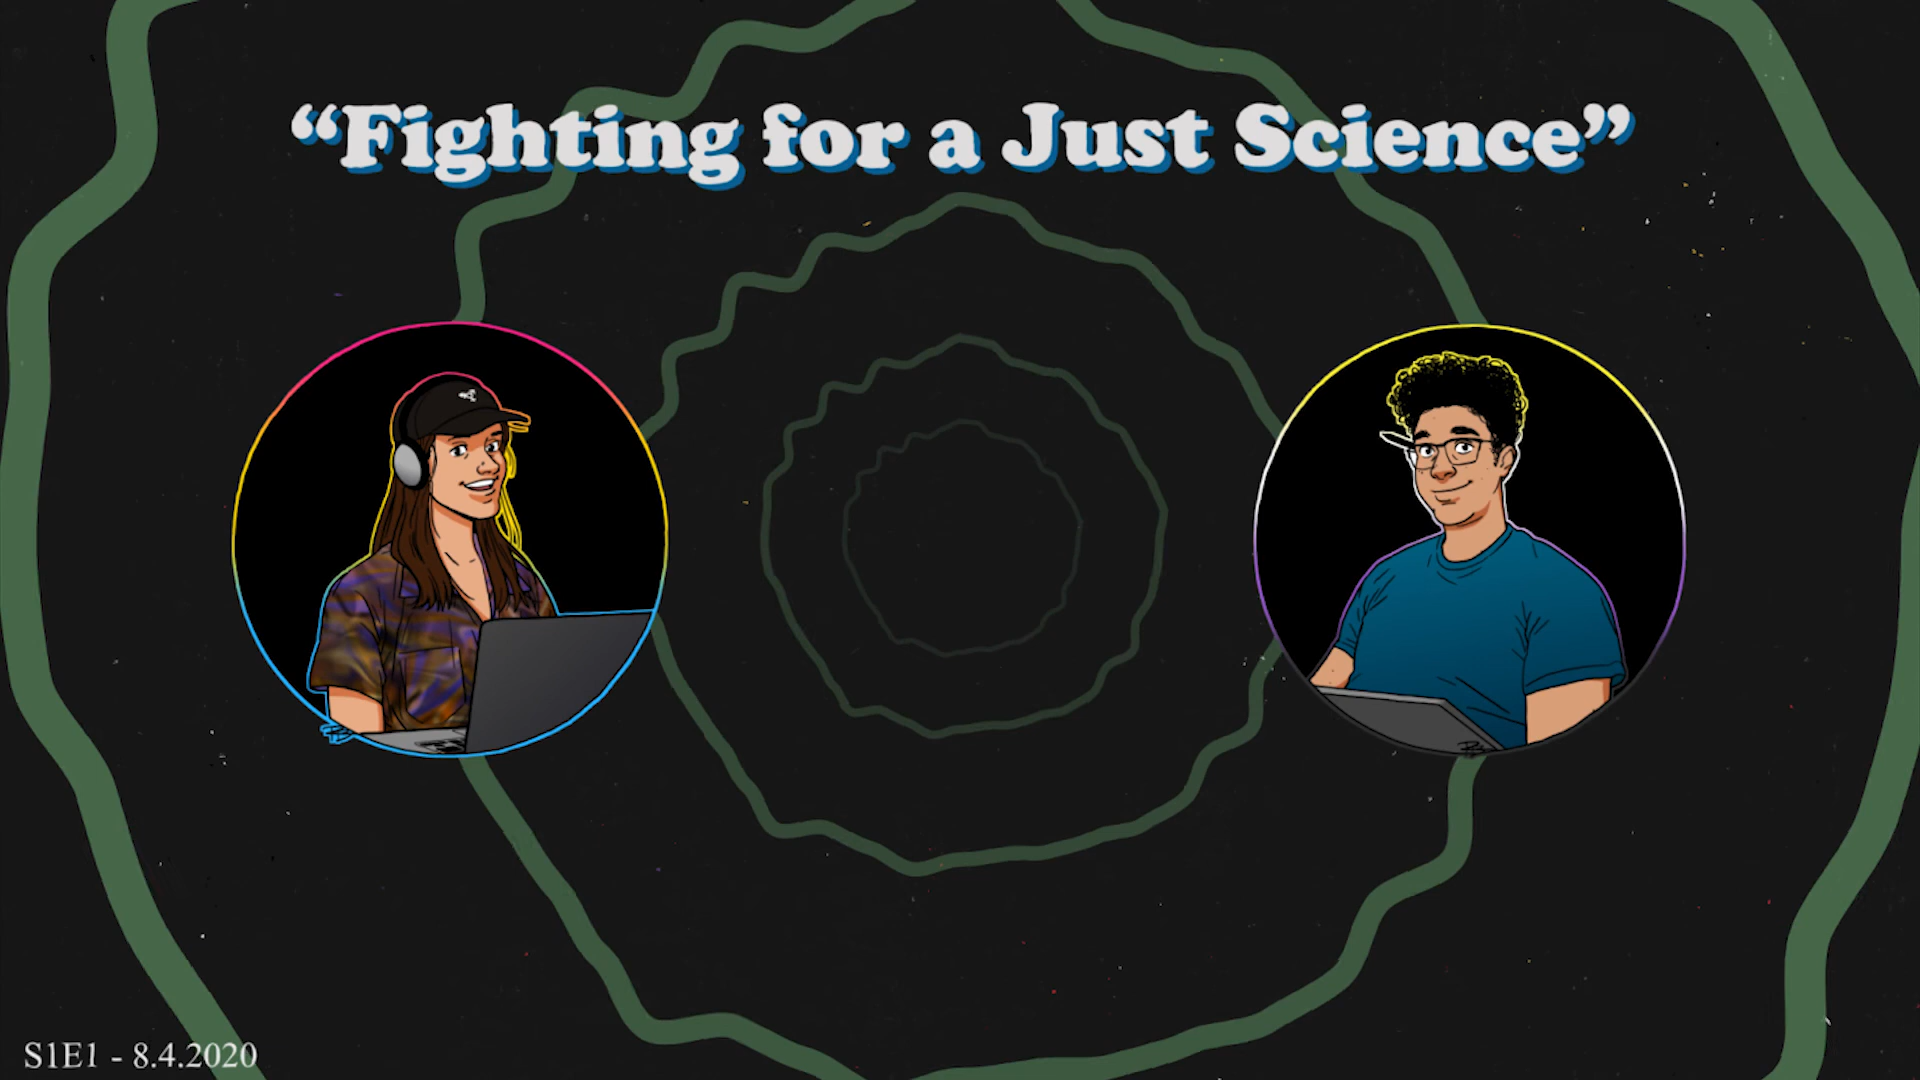 “Fighting for a Just Science”
S1E1 - 8.4.2020